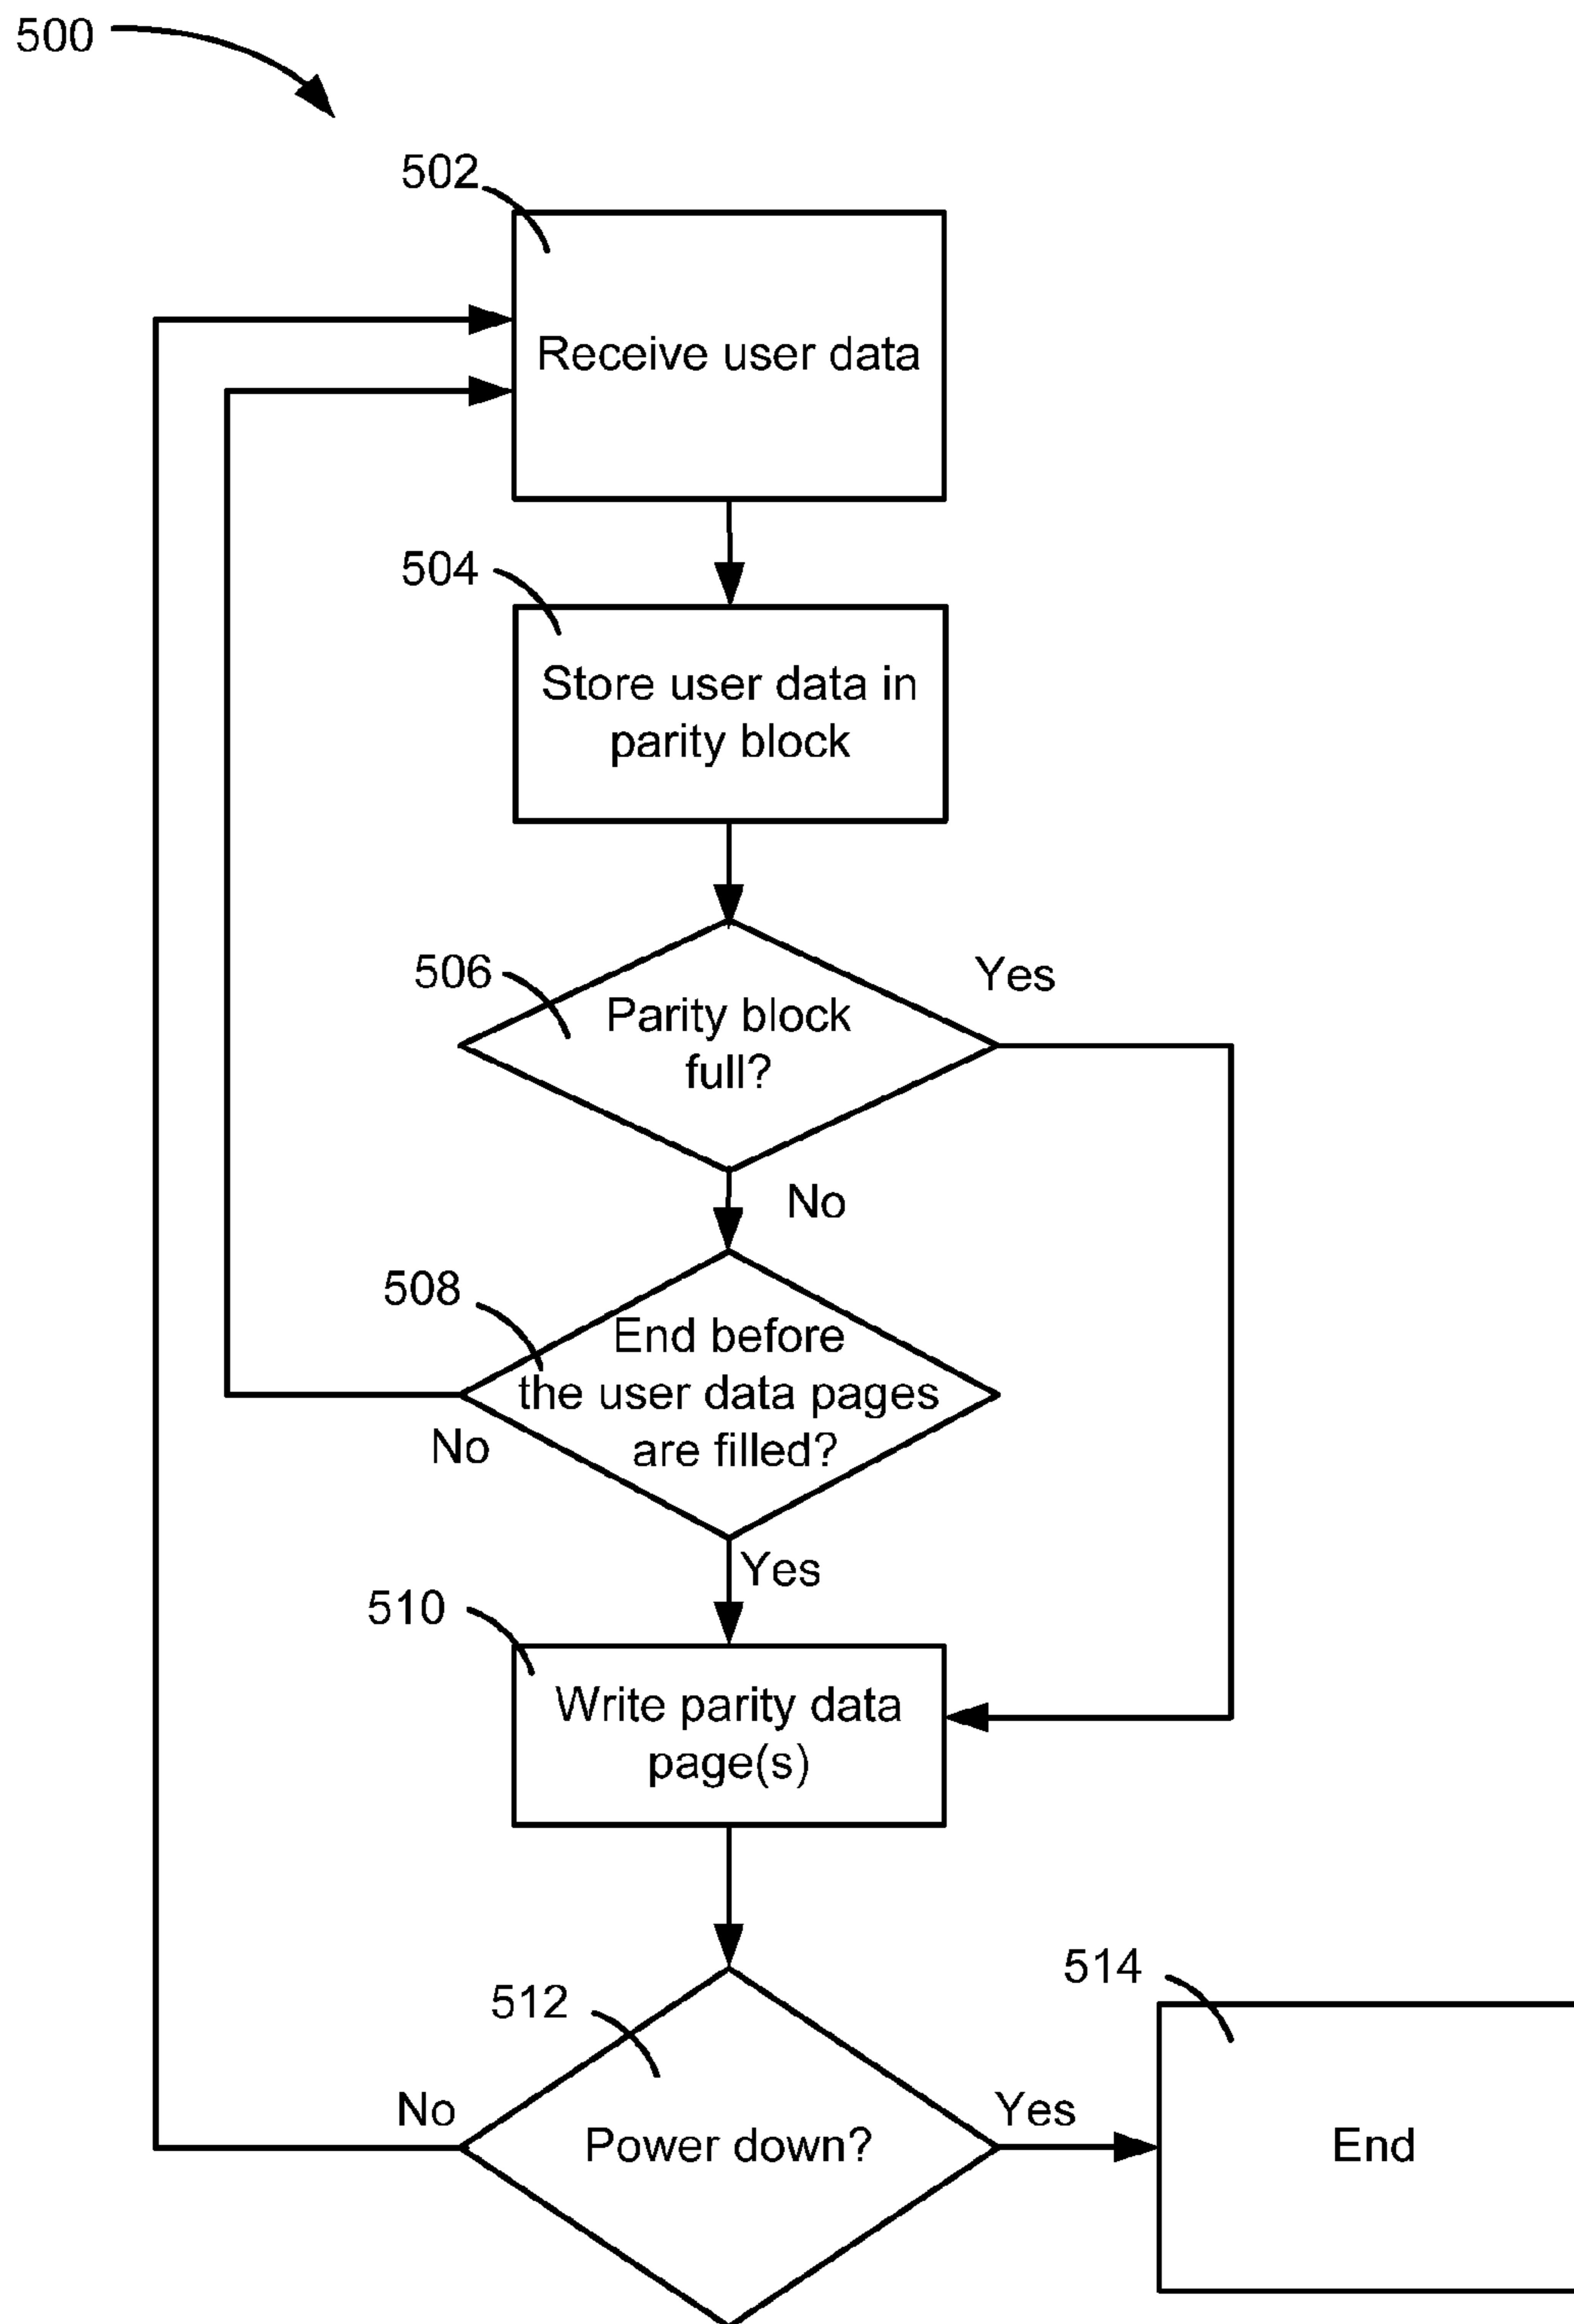 500
502
Receive user data
504
Store user data in
parity block
506
Yes
Parity block
full?
No
508
End before
the user data pages
are filled?
No
Yes
510
Write parity data
page(s)
514
512
No
Yes
Power down?
End